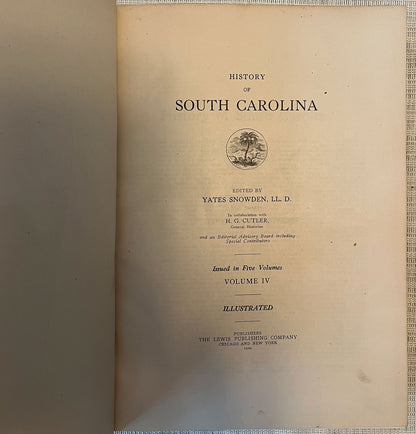 HISTORY
OF
SOUTH CAROLINA
EDITED BY
YATES SNOWDEN, LL. D.
In collaboration with
H. G. CUTLER,
General Historian
and an Editorial Advisory Board including
Special Contributors
Issued in Five Volumes
VOLUME IV
ILLUSTRATED
PUBLISHERS
THE LEWIS PUBLISHING COMPANY
CHICAGO AND NEW YORK